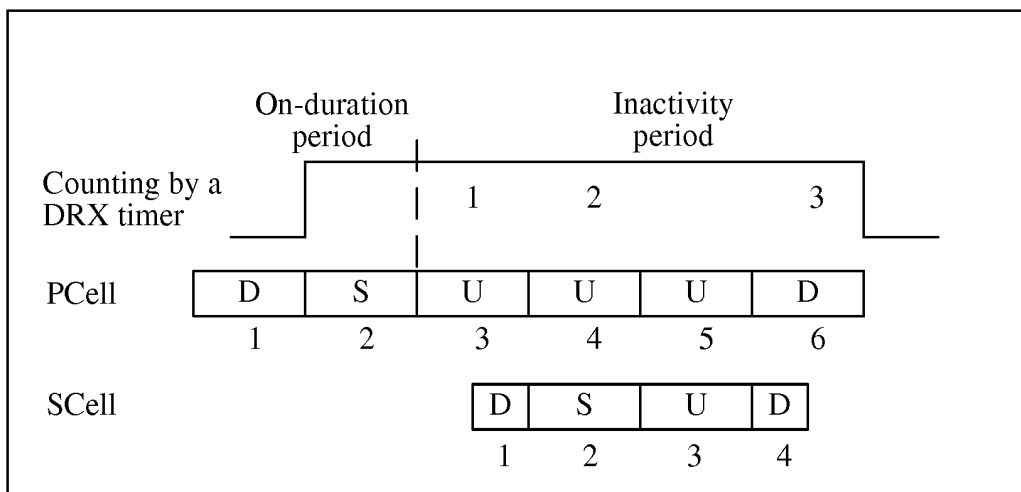 On-duration
period
Inactivity
period
Counting by a
DRX timer
1 2 3
PCell D S U U U D
1 2 3 4 5 6
SCell D S U D
1 2 3 4